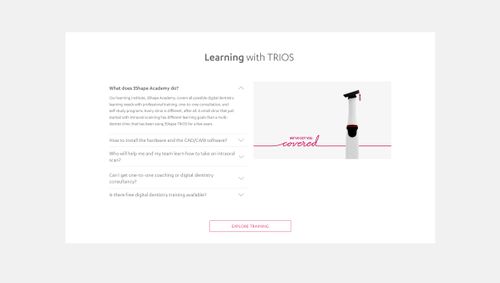 Learning with TRIOS
What does 3Shape Academy do?
Our learning institute, 3Shape Academy, covers all possible digital dentistry
learning needs with professional training, one-to-one consultation, and
self-study programs. Every clinic is different, after all. A small clinic that just
started with intraoral scanning has different learning goals than a multi-
dentist clinic that has been using 3Shape TRIOS for a few years.
How to install the hardware and the CAD/CAM software?
Who will help me and my team learn how to take an intraoral
scan?
Can I get one-to-one coaching or digital dentistry
consultancy?
Is there free digital dentistry training available?
WE'VE GOT YOU
covered
EXPLORE TRAINING